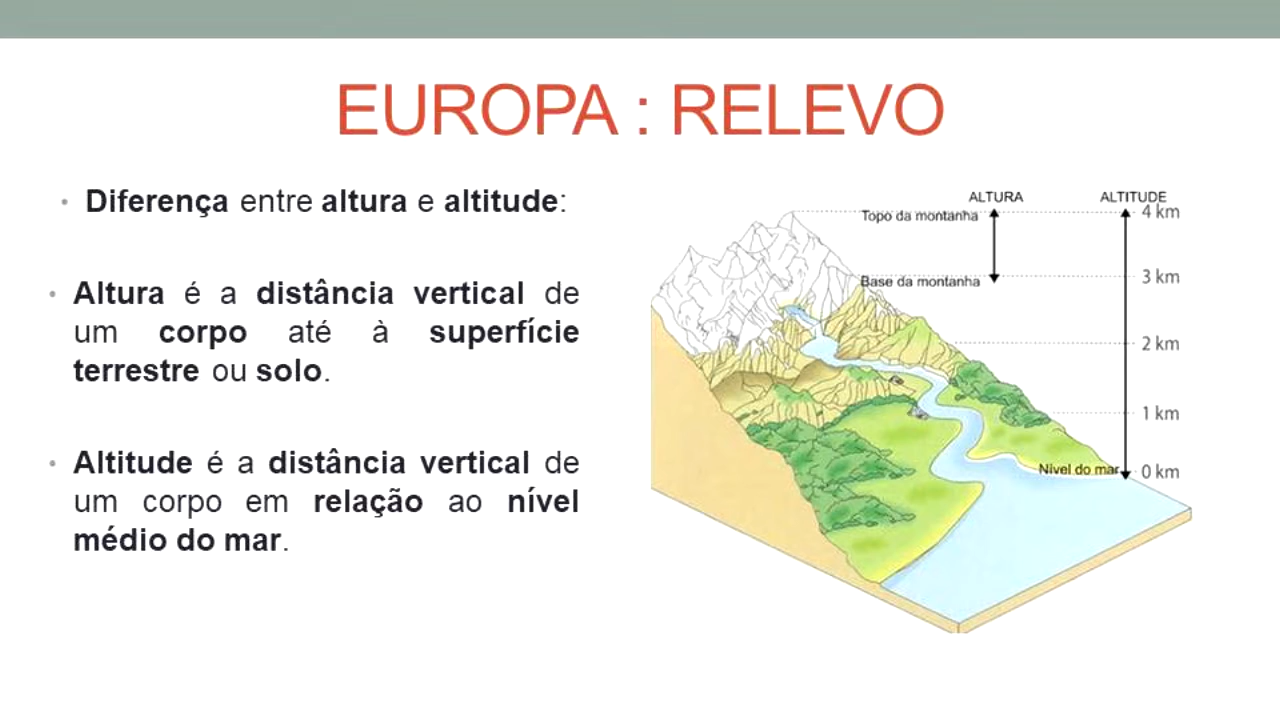 EUROPA : RELEVO
• Diferença entre altura e altitude:
• Altura é a distância vertical de
um corpo até à superfície
terrestre ou solo.
• Altitude é a distância vertical de
um corpo em relação ao nível
médio do mar.
ALTURA
ALTITUDE
Topo da montanha
4 km
Base da montanha
3 km
2 km
1 km
Nível do mar
0 km